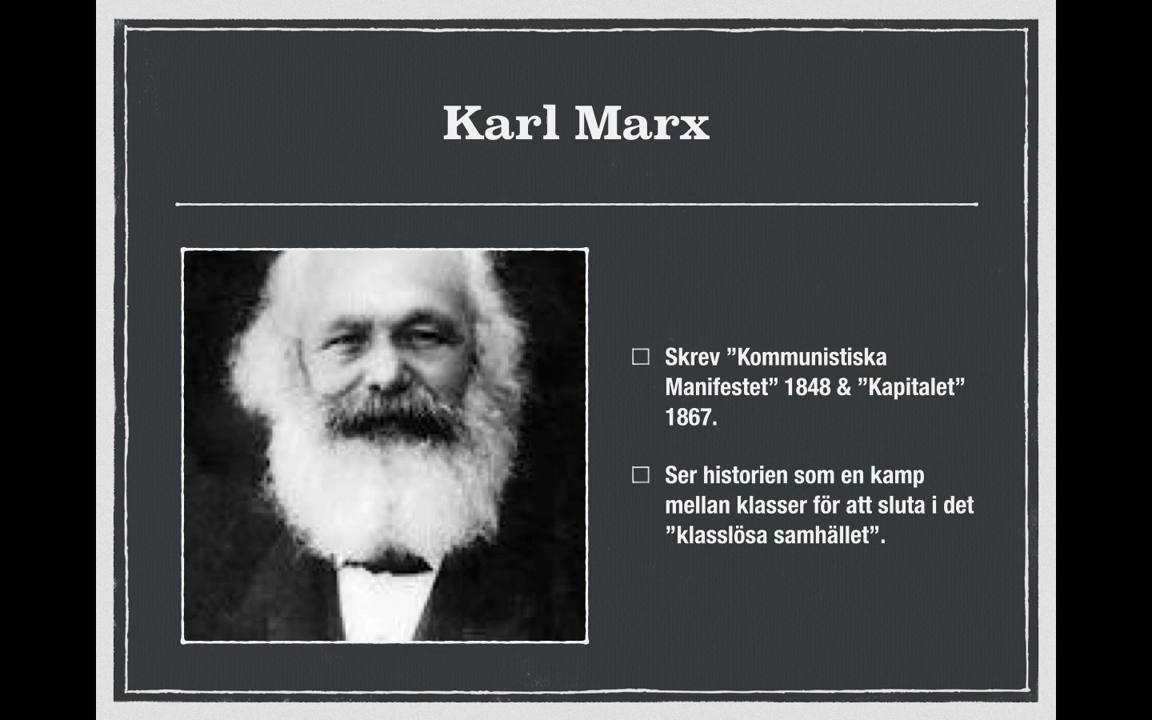 Karl Marx
Skrev ”Kommunistiska
Manifestet” 1848 & ”Kapitalet”
1867.
Ser historien som en kamp
mellan klasser för att sluta i det
”klasslösa samhället”.